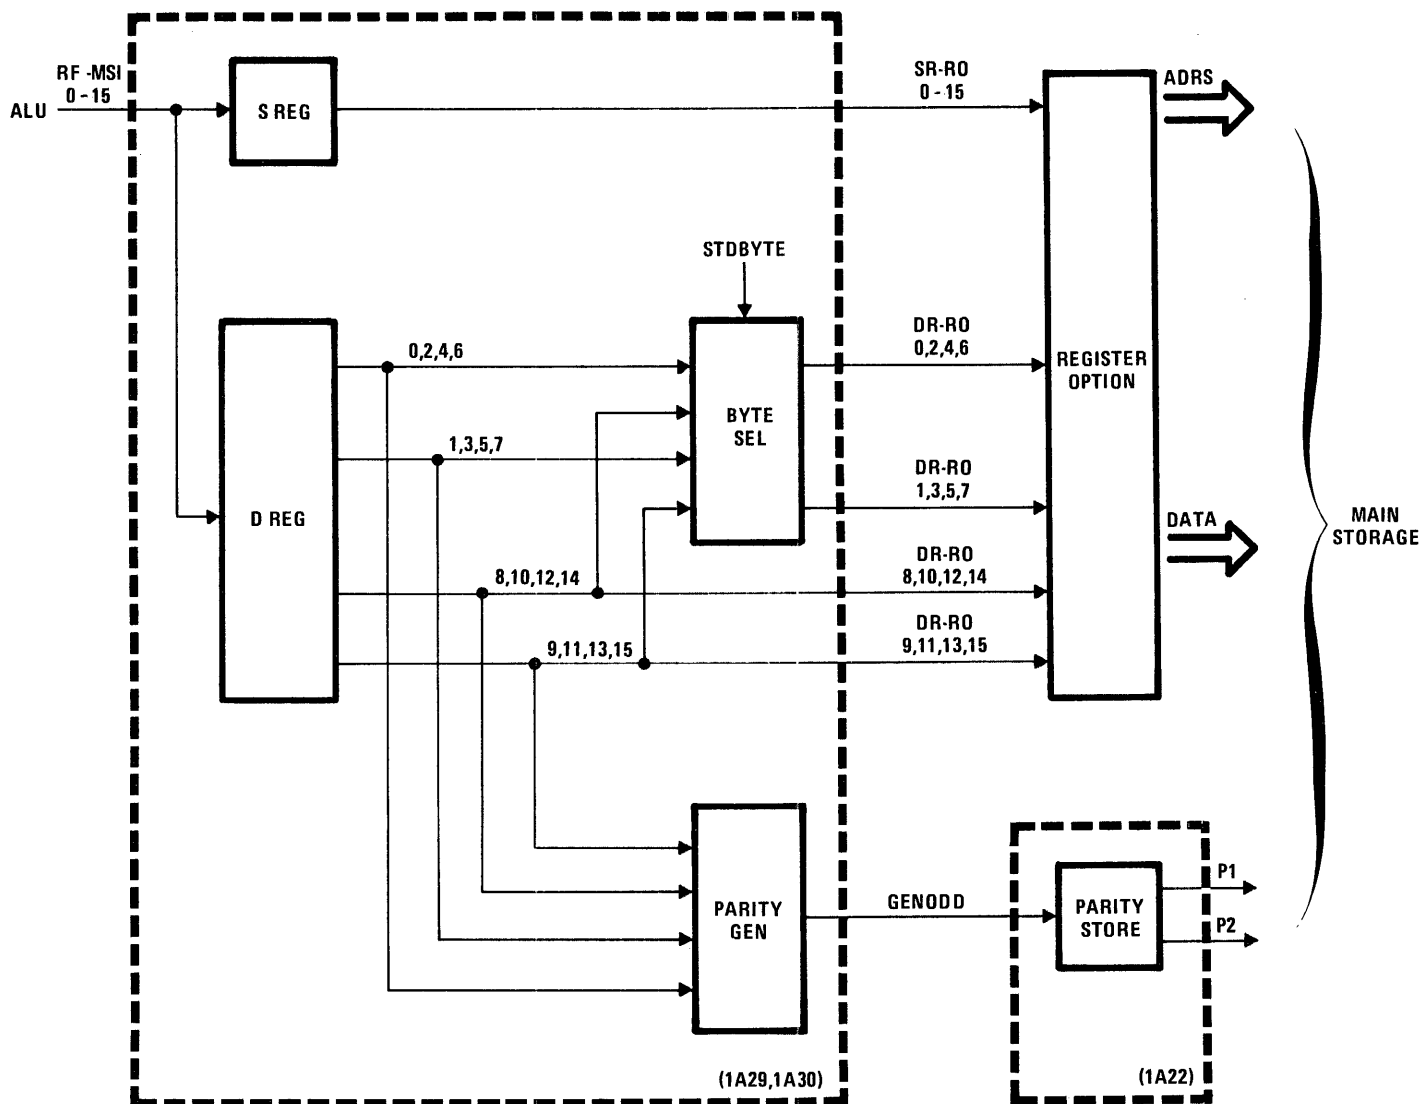 RF -MSI
0 - 15
ALU
S REG
SR-RO
0 - 15
ADRS
STDBYTE
D REG
0,2,4,6
1,3,5,7
8,10,12,14
9,11,13,15
BYTE
SEL
DR-RO
0,2,4,6
DR-RO
1,3,5,7
DR-RO
8,10,12,14
DR-RO
9,11,13,15
REGISTER
OPTION
DATA
MAIN
STORAGE
PARITY
GEN
GENODD
PARITY
STORE
P1
P2
(1A29,1A30)
(1A22)